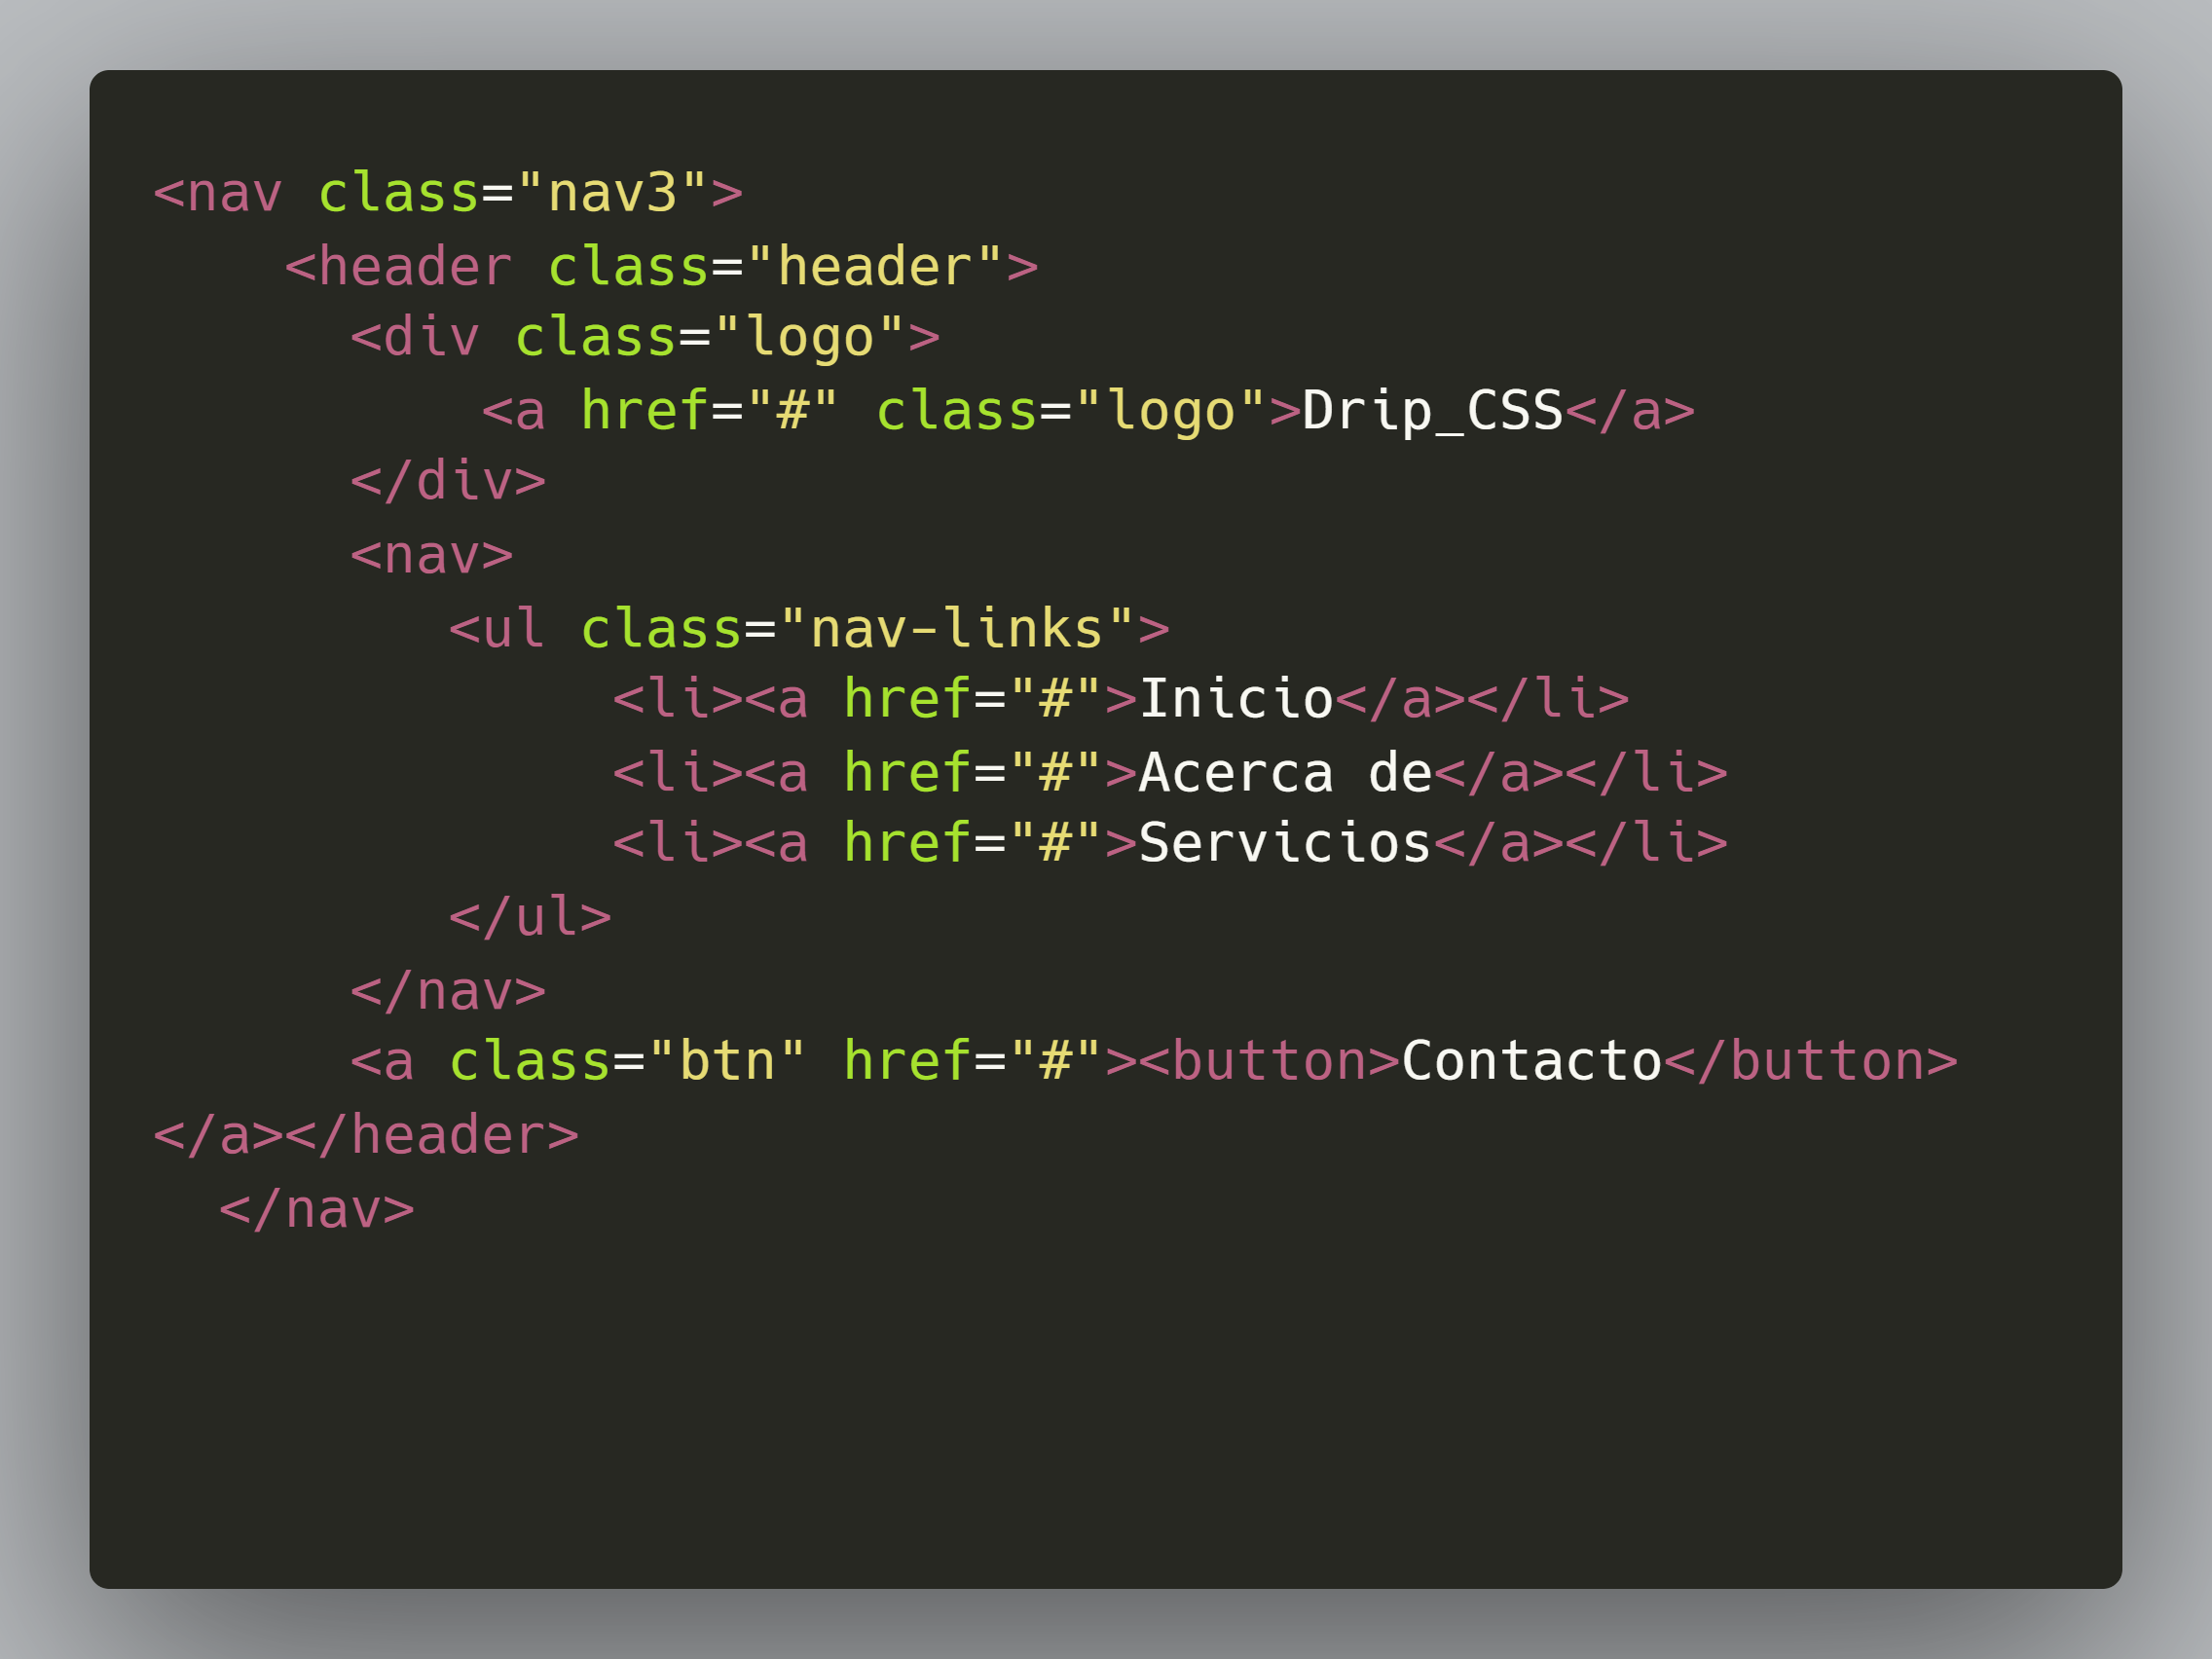 <nav class="nav3">
    <header class="header">
      <div class="logo">
          <a href="#" class="logo">Drip_CSS</a>
      </div>
      <nav>
         <ul class="nav-links">
              <li><a href="#">Inicio</a></li>
              <li><a href="#">Acerca de</a></li>
              <li><a href="#">Servicios</a></li>
         </ul>
      </nav>
      <a class="btn" href="#"><button>Contacto</button>
</a></header>
  </nav>